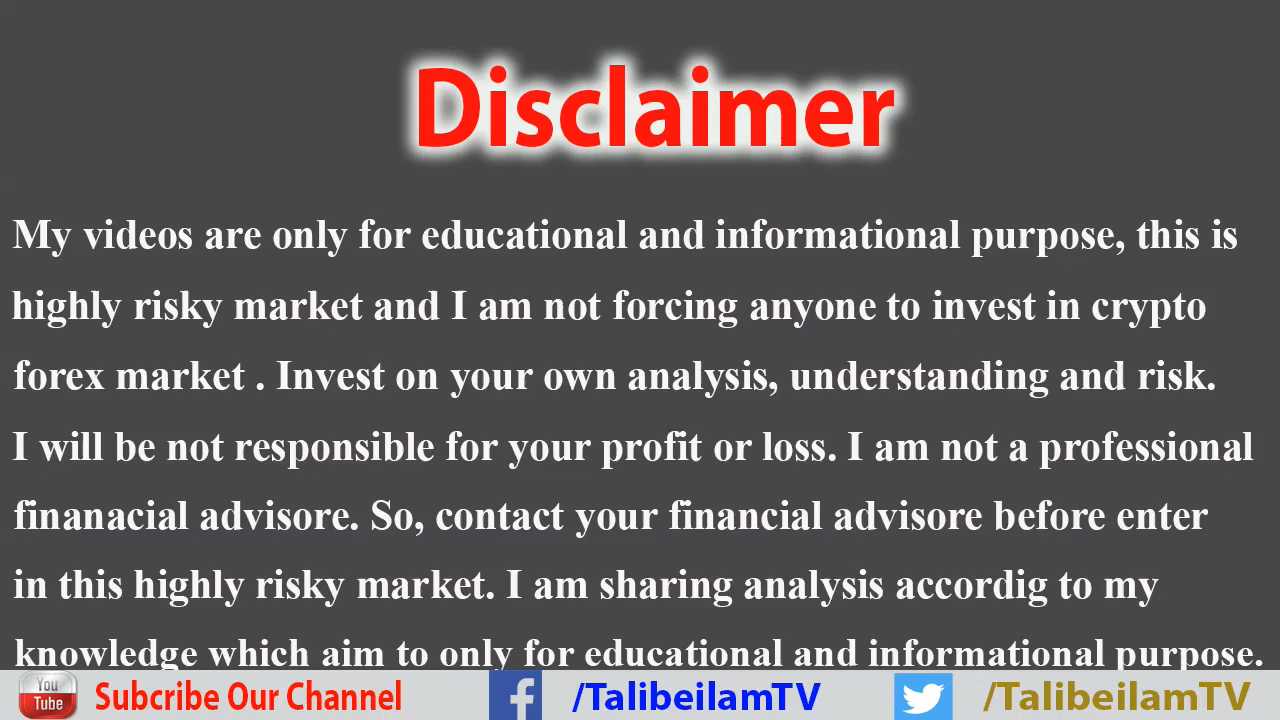 Disclaimer
My videos are only for educational and informational purpose, this is
highly risky market and I am not forcing anyone to invest in crypto
forex market . Invest on your own analysis, understanding and risk.
I will be not responsible for your profit or loss. I am not a professional
finanacial advisore. So, contact your financial advisore before enter
in this highly risky market. I am sharing analysis accordig to my
knowledge which aim to only for educational and informational purpose.
You Tube Subcribe Our Channel /TalibeilamTV /TalibeilamTV